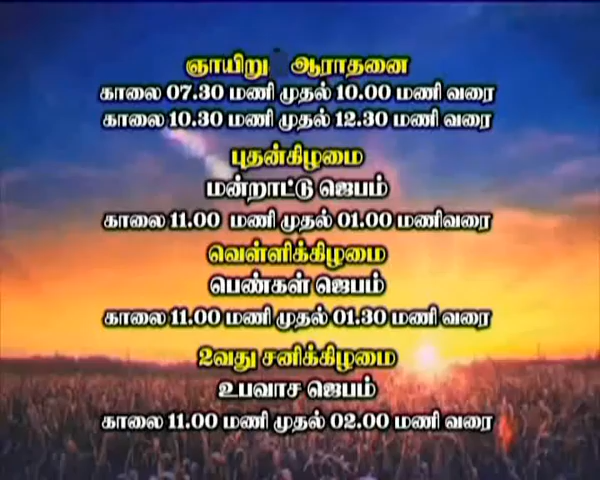 ஞாயிறு ஆராதனை
காலை 07.30 மணி முதல் 10.00 மணி வரை
காலை 10.30 மணி முதல் 12.30 மணி வரை
புதன்கிழமை
மன்றாட்டு ஜெபம்
காலை 11.00 மணி முதல் 01.00 மணிவரை
வெள்ளிக்கிழமை
பெண்கள் ஜெபம்
காலை 11.00 மணி முதல் 01.30 மணி வரை
2வது சனிக்கிழமை
உபவாச ஜெபம்
காலை 11.00 மணி முதல் 02.00 மணி வரை